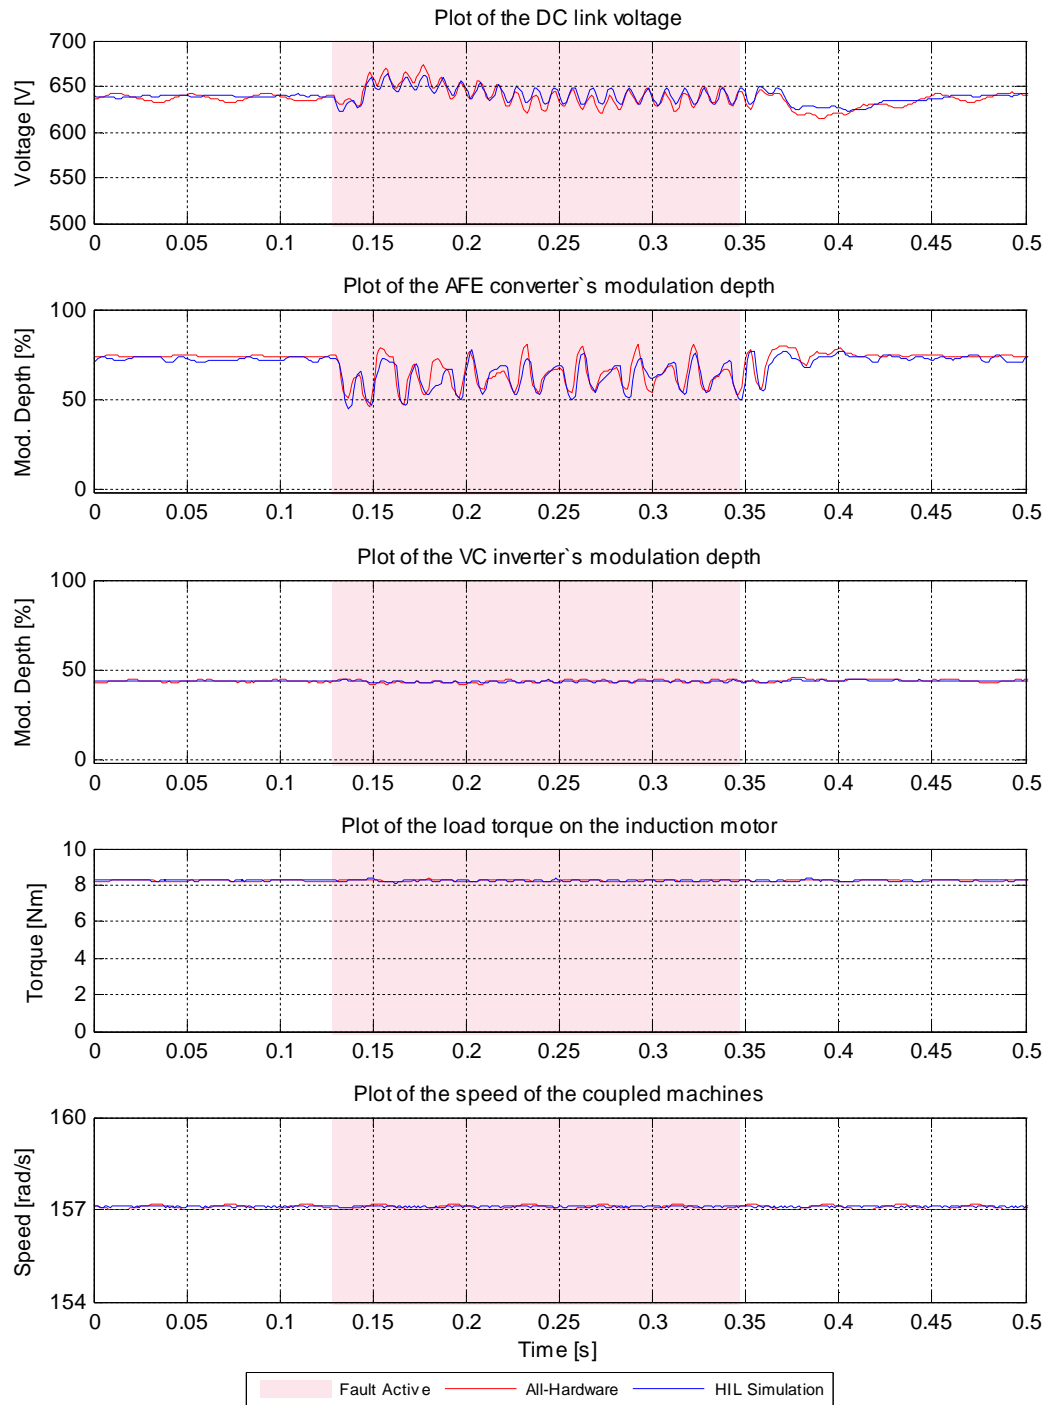 Plot of the DC link voltage
Voltage [V]
700
650
600
550
500
0 0.05 0.1 0.15 0.2 0.25 0.3 0.35 0.4 0.45 0.5
Plot of the AFE converter`s modulation depth
Mod. Depth [%]
100
50
0
0 0.05 0.1 0.15 0.2 0.25 0.3 0.35 0.4 0.45 0.5
Plot of the VC inverter`s modulation depth
Mod. Depth [%]
100
50
0
0 0.05 0.1 0.15 0.2 0.25 0.3 0.35 0.4 0.45 0.5
Plot of the load torque on the induction motor
Torque [Nm]
10
8
6
4
2
0
0 0.05 0.1 0.15 0.2 0.25 0.3 0.35 0.4 0.45 0.5
Plot of the speed of the coupled machines
Speed [rad/s]
160
157
154
0 0.05 0.1 0.15 0.2 0.25 0.3 0.35 0.4 0.45 0.5
Time [s]
Fault Active All-Hardware HIL Simulation